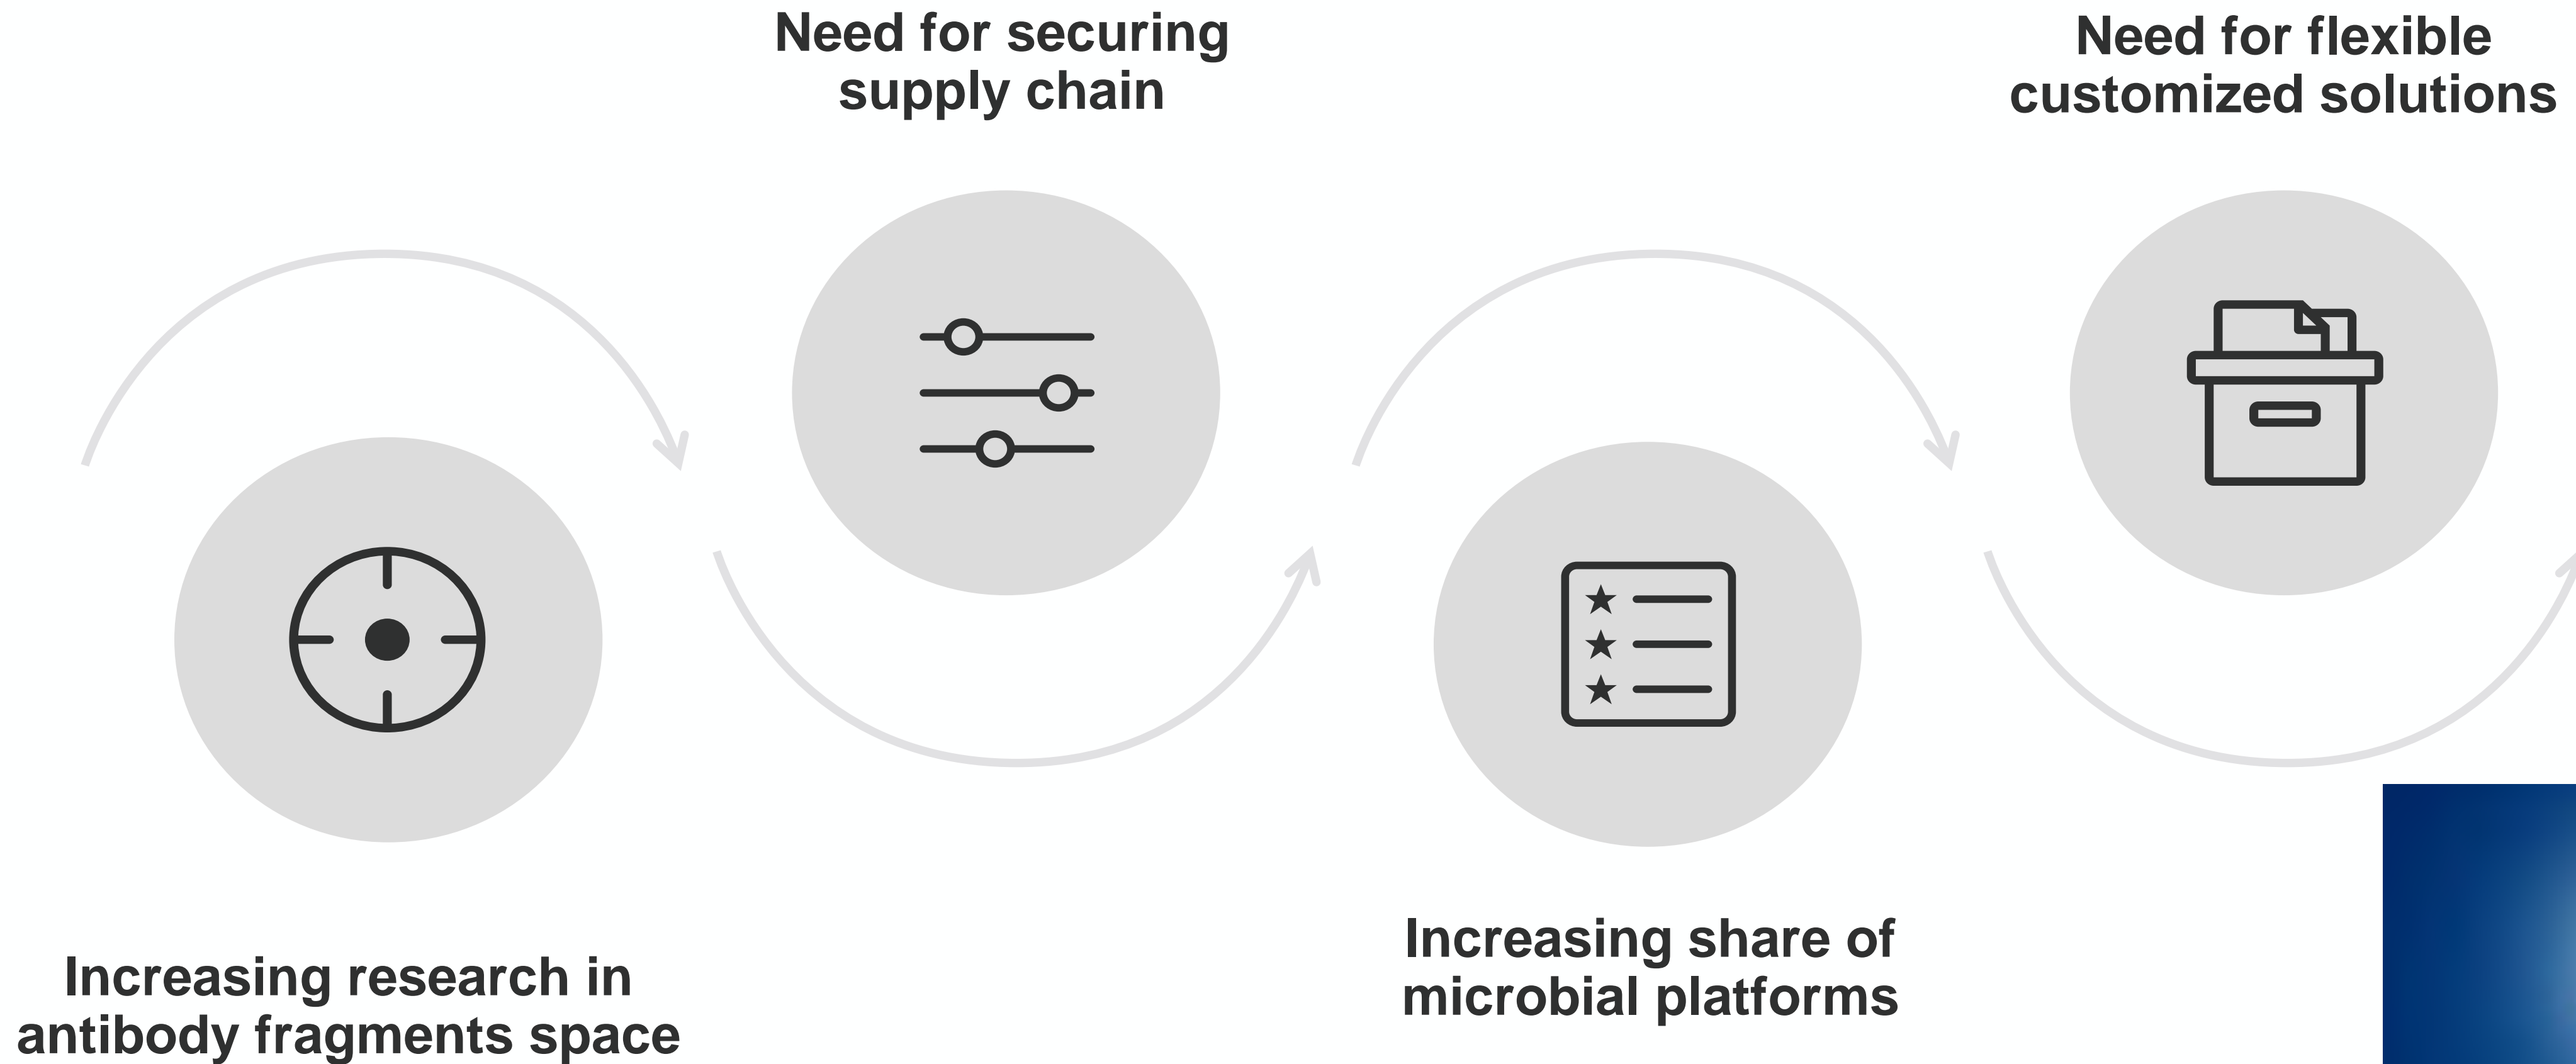 Need for securing
supply chain
Need for flexible
customized solutions
Increasing research in
antibody fragments space
Increasing share of
microbial platforms